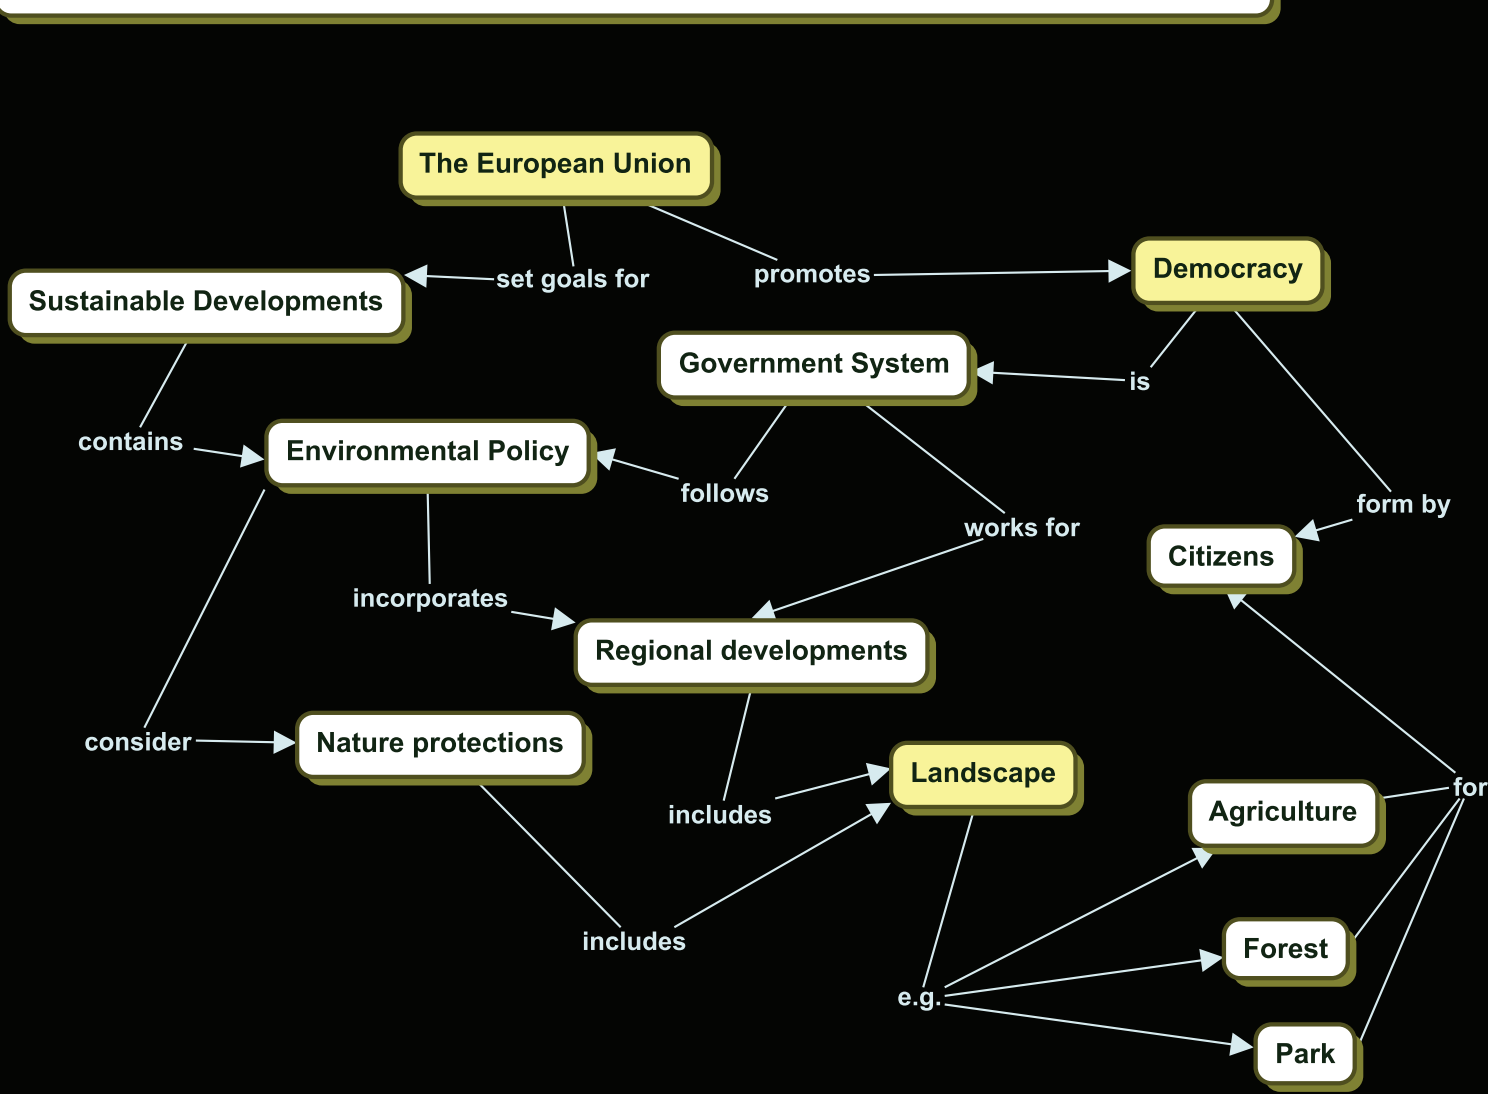 The European Union
set goals for
promotes
Democracy
Sustainable Developments
Government System
is
contains
Environmental Policy
follows
works for
form by
Citizens
incorporates
Regional developments
consider
Nature protections
includes
Landscape
for
Agriculture
includes
Forest
e.g.
Park